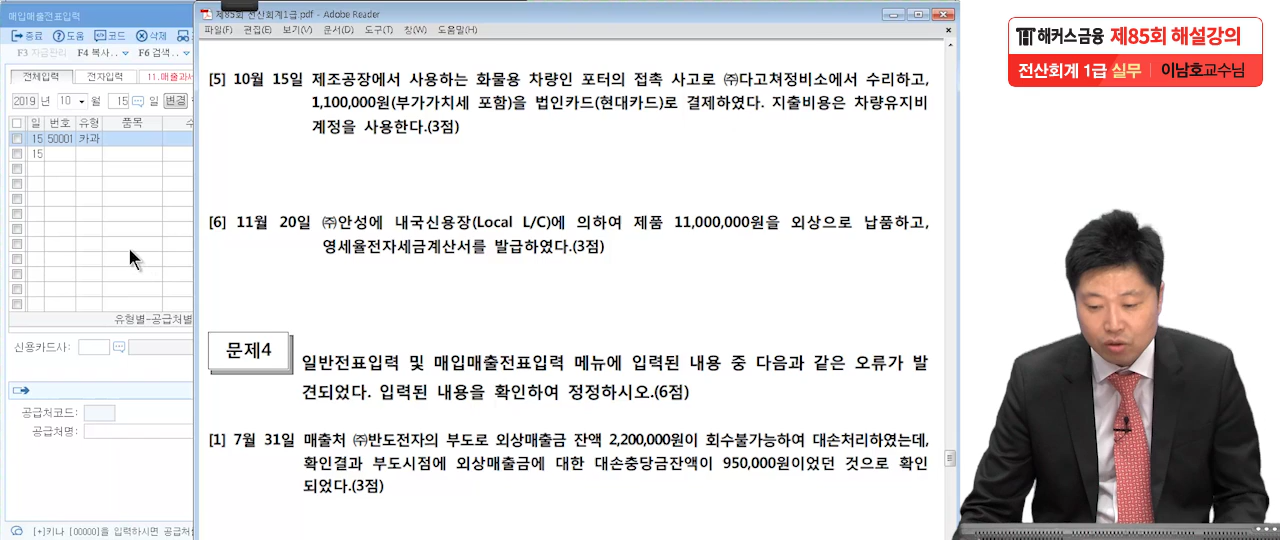 매입매출전표입력
종료 도움 코드 삭제
F3 자금관리 F4 복사.. F6 검색..
전체입력 전자입력 11.매출과세
2019 년 10 월 15 일 변경
일 번호 유형 품목 수
15 50001 카과
15
유형별-공급처별
신용카드사:
공급처코드:
공급처명:
[+]키나 [00000]을 입력하시면 공급처
제85회 전산회계1급.pdf - Adobe Reader
파일(F) 편집(E) 보기(V) 문서(D) 도구(T) 창(W) 도움말(H)
[5] 10월 15일 제조공장에서 사용하는 화물용 차량인 포터의 접촉 사고로 ㈜다고쳐정비소에서 수리하고,
1,100,000원(부가가치세 포함)을 법인카드(현대카드)로 결제하였다. 지출비용은 차량유지비
계정을 사용한다.(3점)
[6] 11월 20일 ㈜안성에 내국신용장(Local L/C)에 의하여 제품 11,000,000원을 외상으로 납품하고,
영세율전자세금계산서를 발급하였다.(3점)
문제4
일반전표입력 및 매입매출전표입력 메뉴에 입력된 내용 중 다음과 같은 오류가 발
견되었다. 입력된 내용을 확인하여 정정하시오.(6점)
[1] 7월 31일 매출처 ㈜반도전자의 부도로 외상매출금 잔액 2,200,000원이 회수불가능하여 대손처리하였는데,
확인결과 부도시점에 외상매출금에 대한 대손충당금잔액이 950,000원이었던 것으로 확인
되었다.(3점)
해커스금융 제85회 해설강의
전산회계 1급 실무 이남호교수님